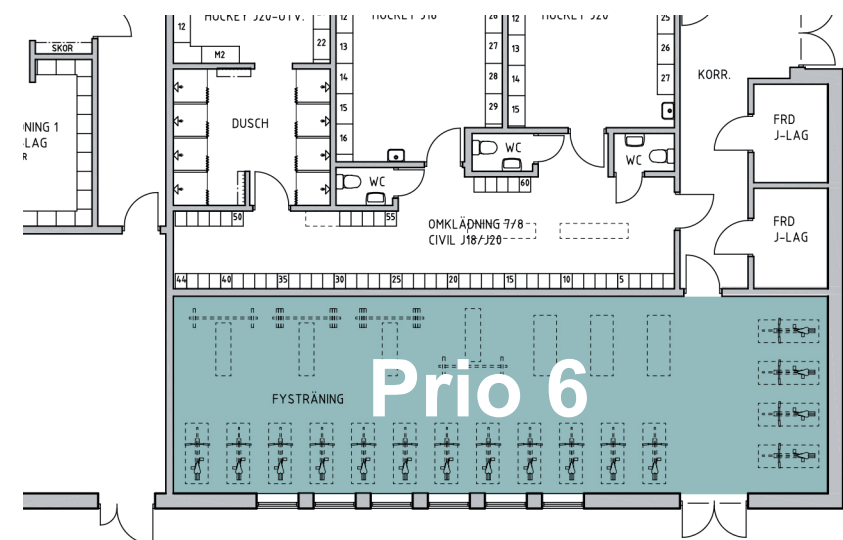 HOCKEY J20-UTV.
HOCKEY J18
HOCKEY J20
12
22
M2
SKOR
12
13
14
15
16
26
27
28
29
12
13
14
15
25
26
27
KORR.
FRD
J-LAG
FRD
J-LAG
DUSCH
NING 1
LAG
WC
WC
WC
60
50
55
OMKLÄDNING 7/8
CIVIL J18/J20
44
40
35
30
25
20
15
10
5
Prio 6
FYSTRÄNING